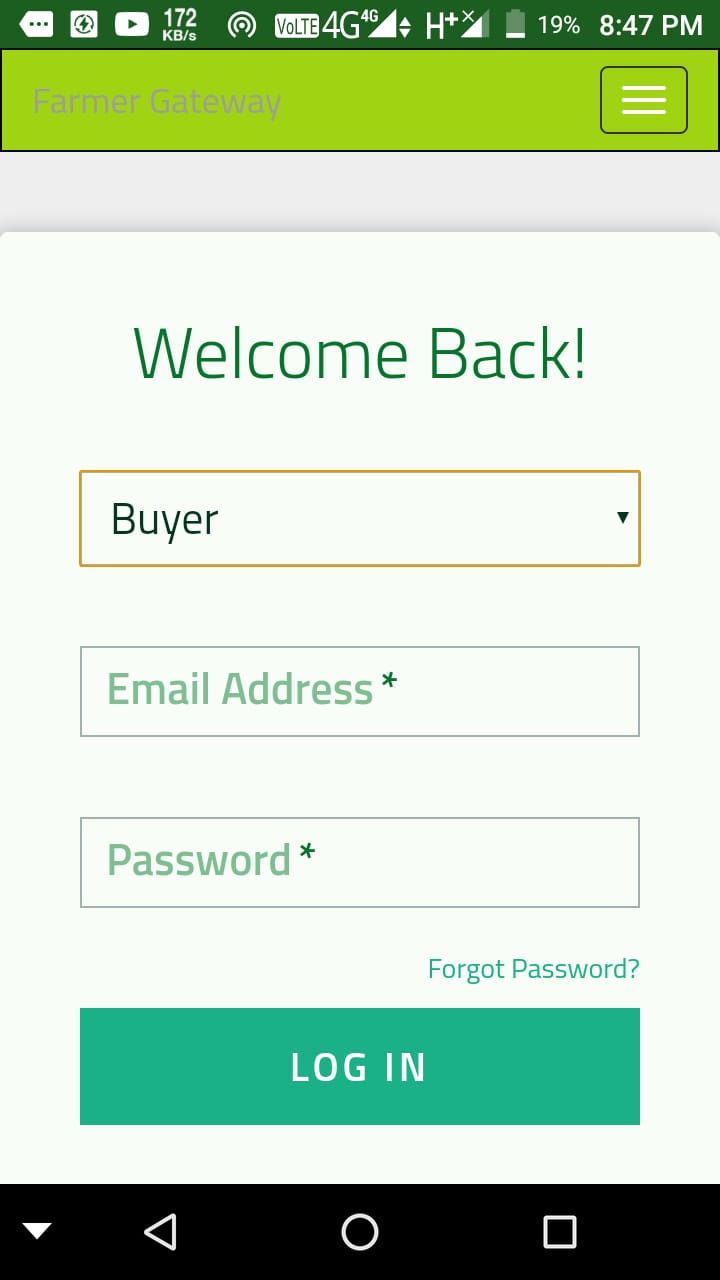 172 KB/s VoLTE 4G 4G H+ 19% 8:47 PM
Farmer Gateway
Welcome Back!
Buyer
Email Address *
Password *
Forgot Password?
LOG IN